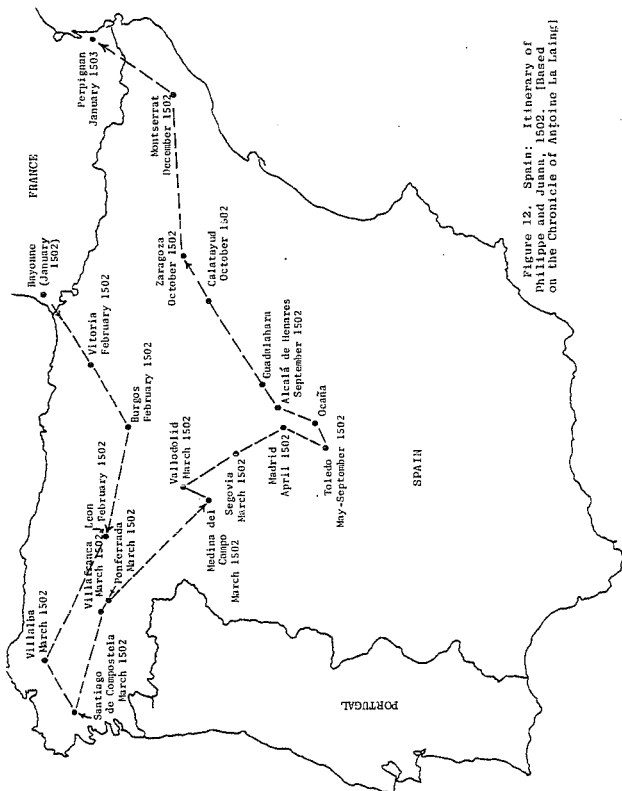 FRANCE
Bayonne
(January
1502)
Perpignan
January 1503
Vitoria
February 1502
Montserrat
December 1502
Burgos
February 1502
Zaragoza
October 1502
Calatayud
October 1502
Leon
February 1502
Villafranca
March 1502
Ponferrada
March 1502
Villalba
March 1502
Santiago
de Compostela
March 1502
Valladolid
March 1502
Medina del
Campo
March 1502
Segovia
March 1502
Madrid
April 1502
Guadalahara
Alcalá de Henares
September 1502
Ocaña
Toledo
May-September 1502
SPAIN
PORTUGAL
Figure 12. Spain: Itinerary of
Philippe and Juana, 1502. [Based
on the Chronicle of Antoine La Laing]